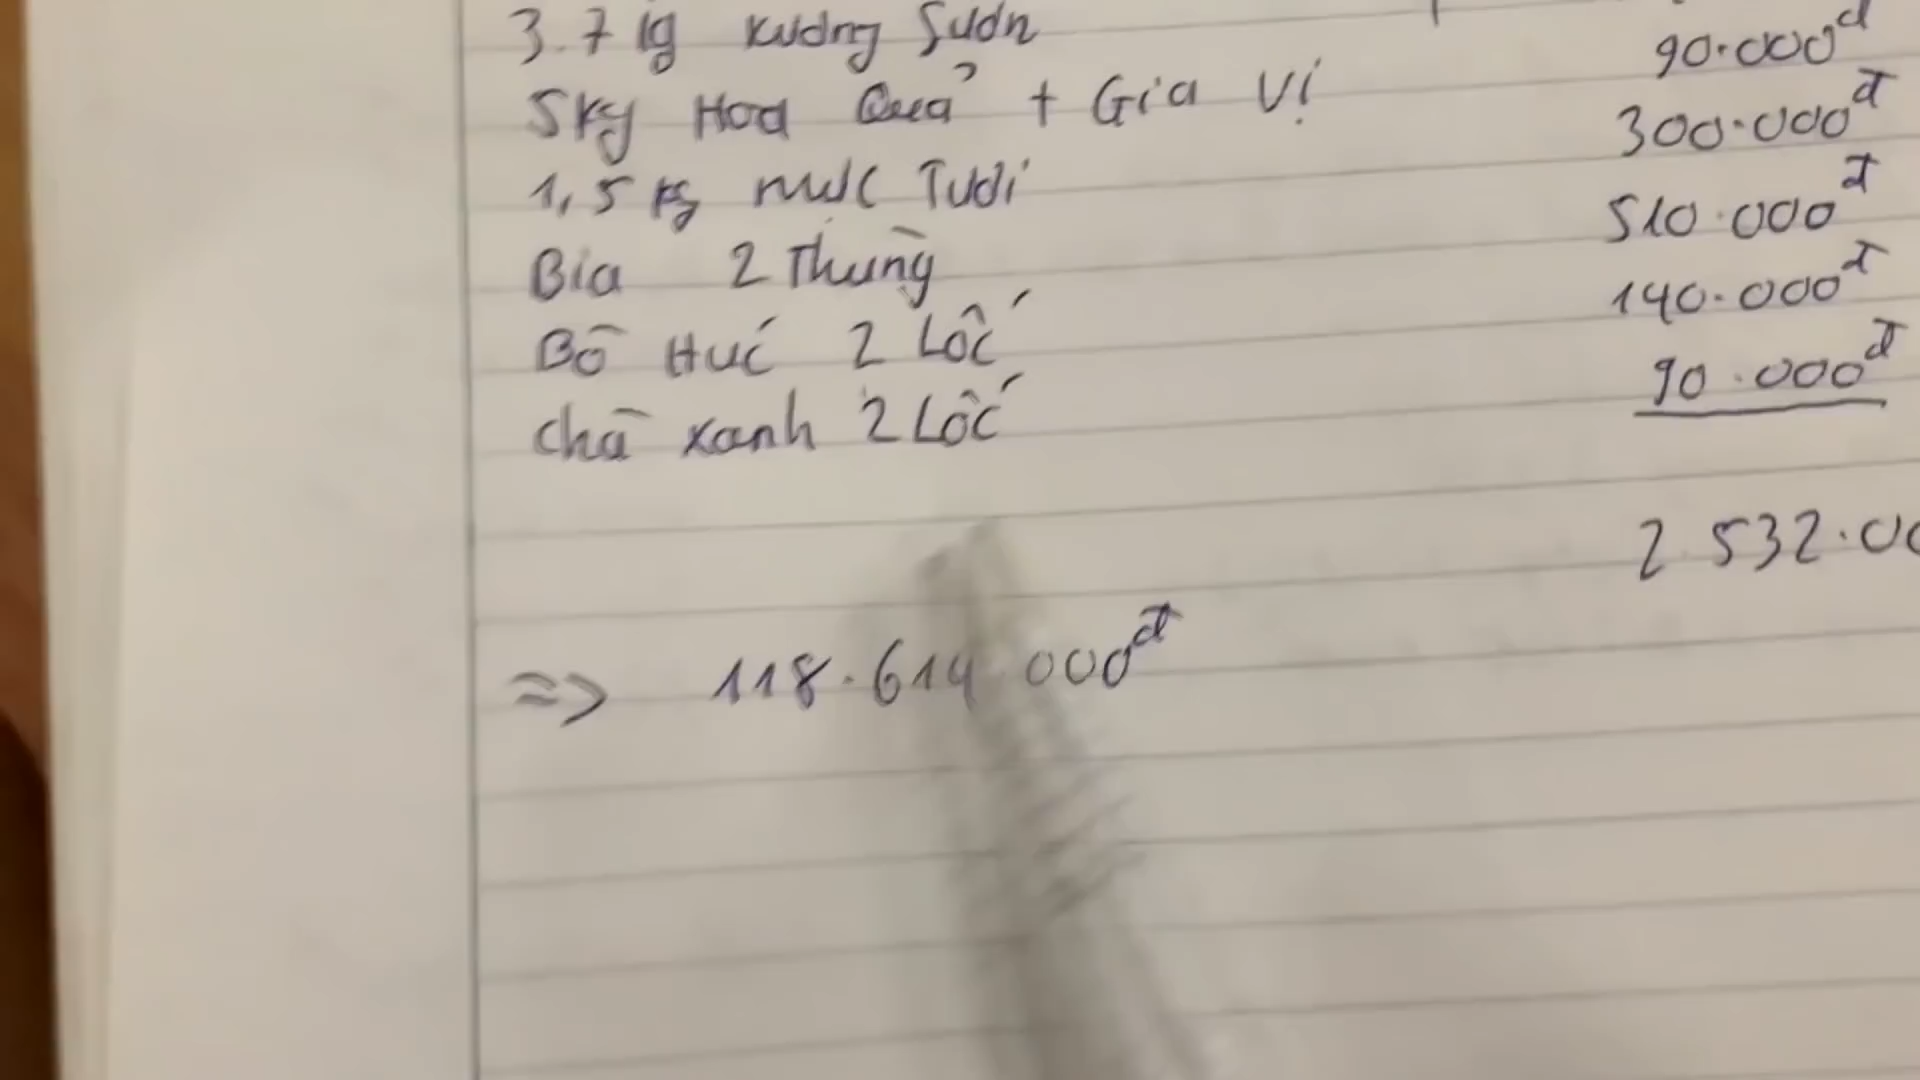 3.7 kg xương sườn
5kg Hoa Quả + Gia Vị 90.000đ
1,5 kg mực Tươi 300.000đ
Bia 2 Thùng 510.000đ
Bò Húc 2 Lốc 140.000đ
chà xanh 2 Lốc 90.000đ
2 532.00
=> 118.614.000đ